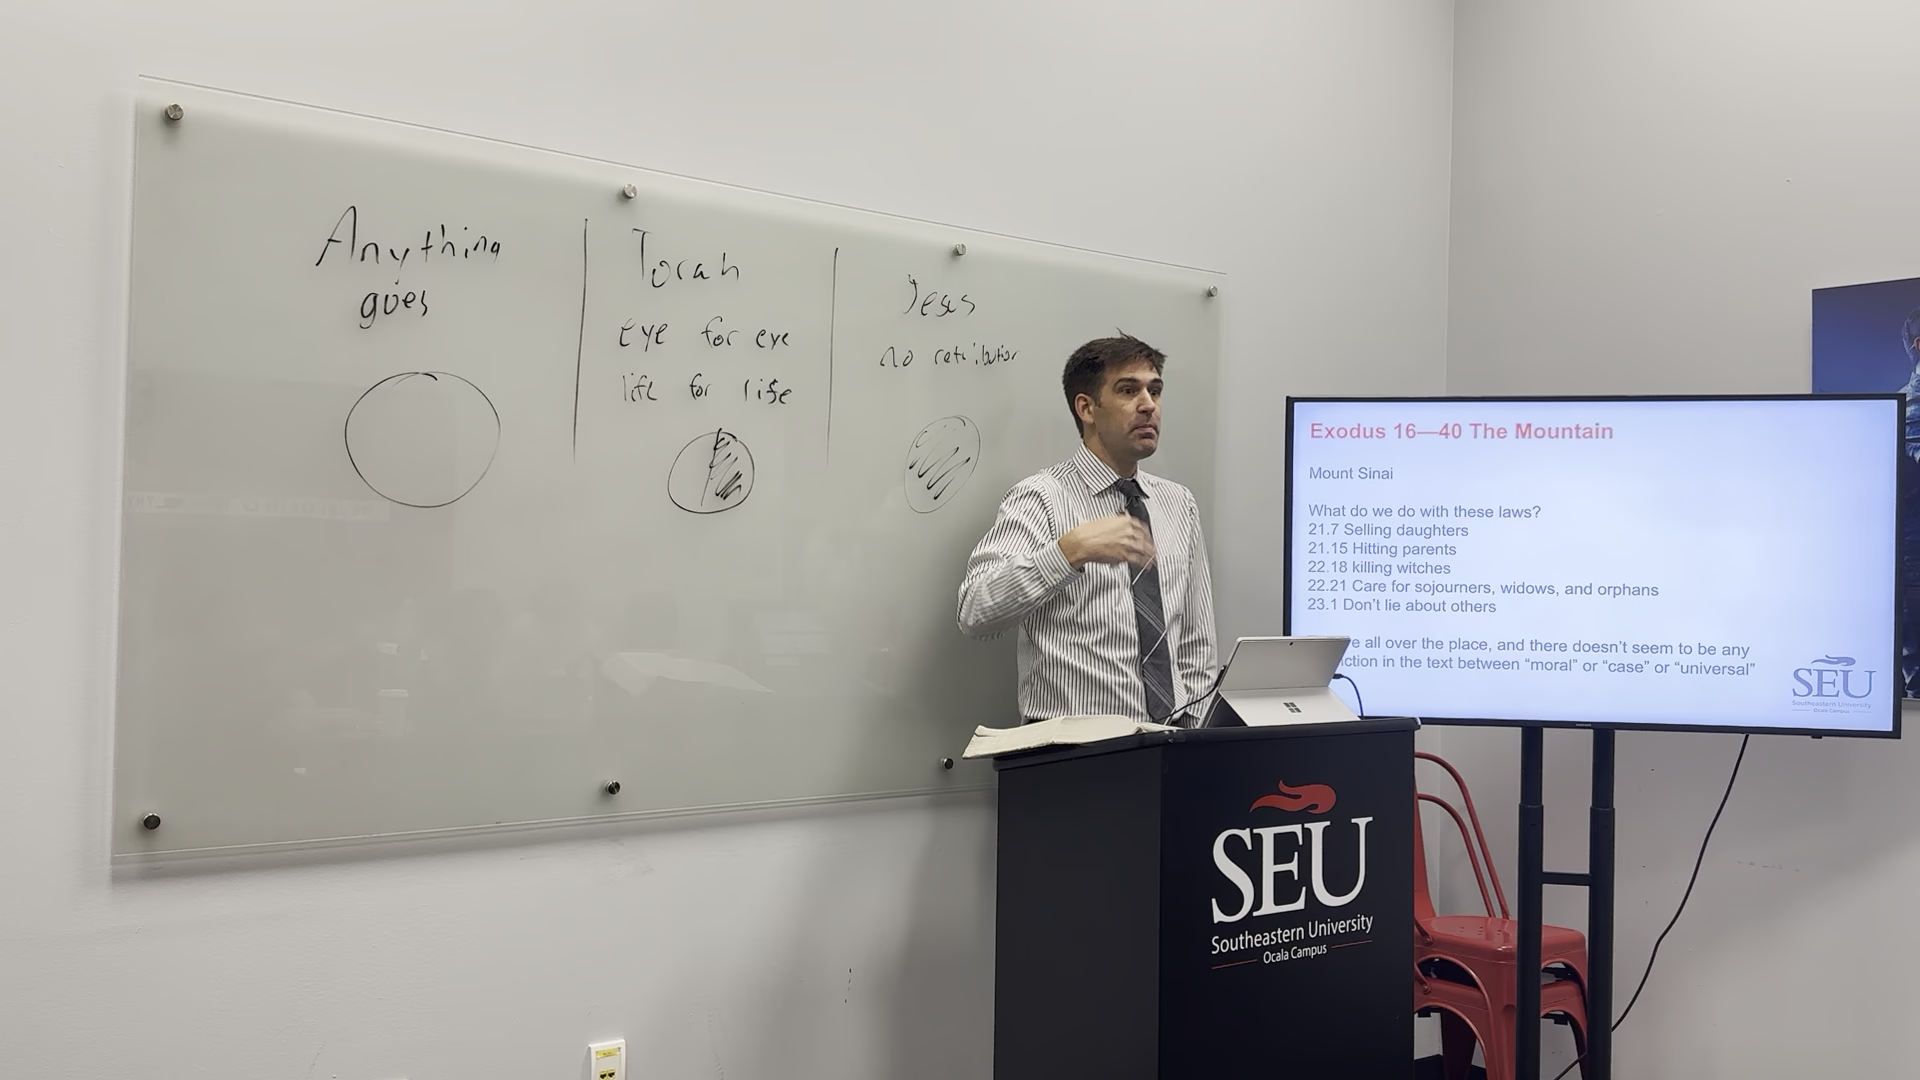 Anything
goes
Torah
eye for eye
life for life
Jesus
no retribution
Exodus 16—40 The Mountain
Mount Sinai
What do we do with these laws?
21.7 Selling daughters
21.15 Hitting parents
22.18 killing witches
22.21 Care for sojourners, widows, and orphans
23.1 Don't lie about others
all over the place, and there doesn't seem to be any
in the text between "moral" or "case" or "universal"
SEU
Southeastern University
Ocala Campus
SEU
Southeastern University
Ocala Campus